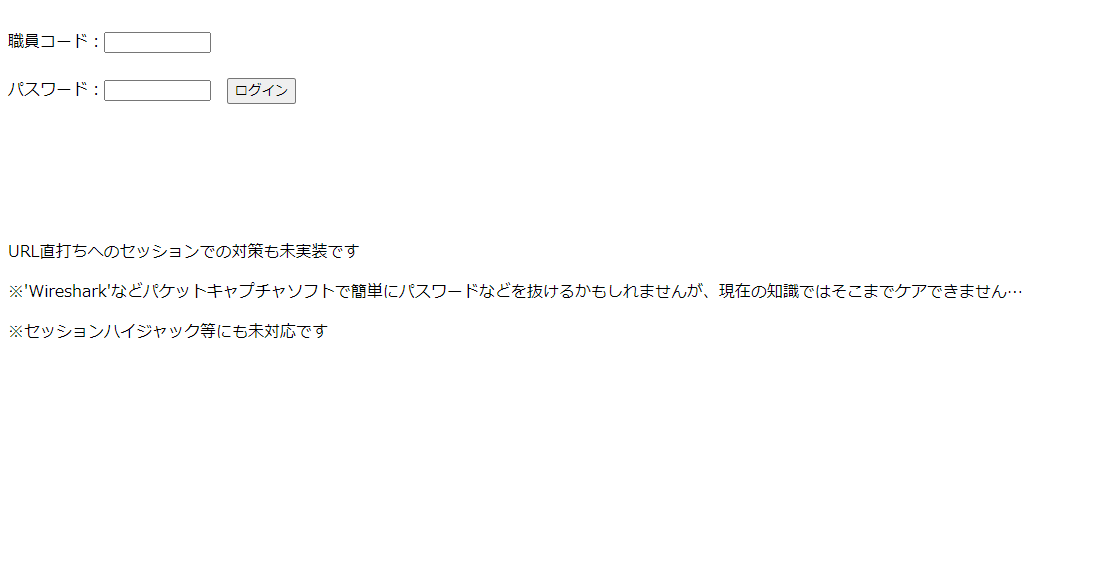 職員コード：
パスワード： ログイン
URL直打ちへのセッションでの対策も未実装です
※'Wireshark'などパケットキャプチャソフトで簡単にパスワードなどを抜けるかもしれませんが、現在の知識ではそこまでケアできません…
※セッションハイジャック等にも未対応です